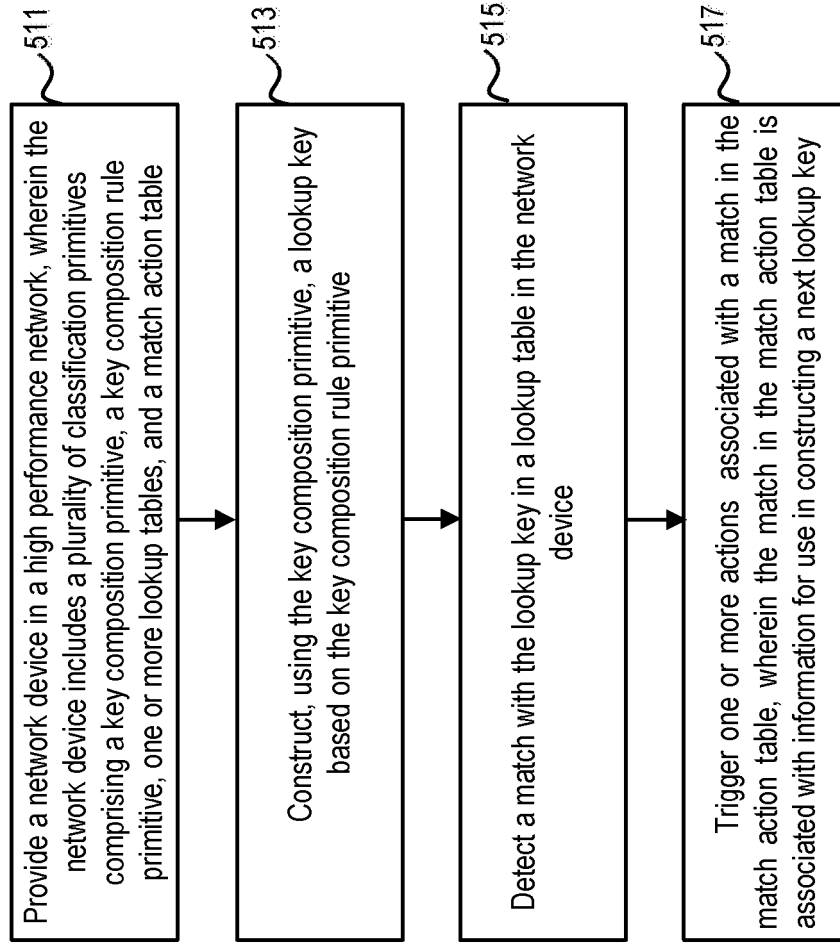 511
Provide a network device in a high performance network, wherein the
network device includes a plurality of classification primitives
comprising a key composition primitive, a key composition rule
primitive, one or more lookup tables, and a match action table
513
Construct, using the key composition primitive, a lookup key
based on the key composition rule primitive
515
Detect a match with the lookup key in a lookup table in the network
device
517
Trigger one or more actions associated with a match in the
match action table, wherein the match in the match action table is
associated with information for use in constructing a next lookup key